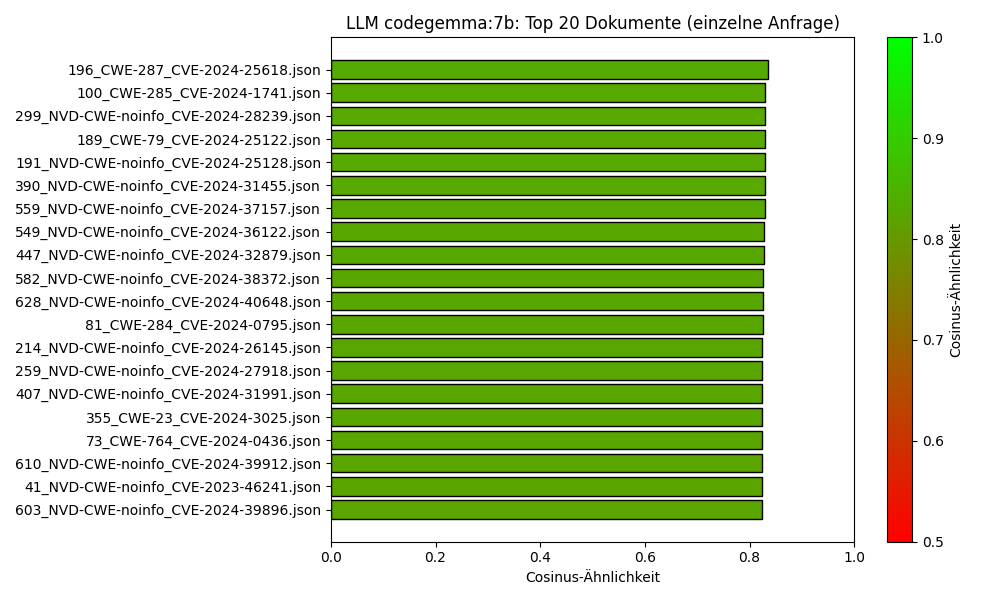 LLM codegemma:7b: Top 20 Dokumente (einzelne Anfrage)
196_CWE-287_CVE-2024-25618.json
100_CWE-285_CVE-2024-1741.json
299_NVD-CWE-noinfo_CVE-2024-28239.json
189_CWE-79_CVE-2024-25122.json
191_NVD-CWE-noinfo_CVE-2024-25128.json
390_NVD-CWE-noinfo_CVE-2024-31455.json
559_NVD-CWE-noinfo_CVE-2024-37157.json
549_NVD-CWE-noinfo_CVE-2024-36122.json
447_NVD-CWE-noinfo_CVE-2024-32879.json
582_NVD-CWE-noinfo_CVE-2024-38372.json
628_NVD-CWE-noinfo_CVE-2024-40648.json
81_CWE-284_CVE-2024-0795.json
214_NVD-CWE-noinfo_CVE-2024-26145.json
259_NVD-CWE-noinfo_CVE-2024-27918.json
407_NVD-CWE-noinfo_CVE-2024-31991.json
355_CWE-23_CVE-2024-3025.json
73_CWE-764_CVE-2024-0436.json
610_NVD-CWE-noinfo_CVE-2024-39912.json
41_NVD-CWE-noinfo_CVE-2023-46241.json
603_NVD-CWE-noinfo_CVE-2024-39896.json
0.0 0.2 0.4 0.6 0.8 1.0
Cosinus-Ähnlichkeit
1.0
0.9
0.8
0.7
0.6
0.5
Cosinus-Ähnlichkeit